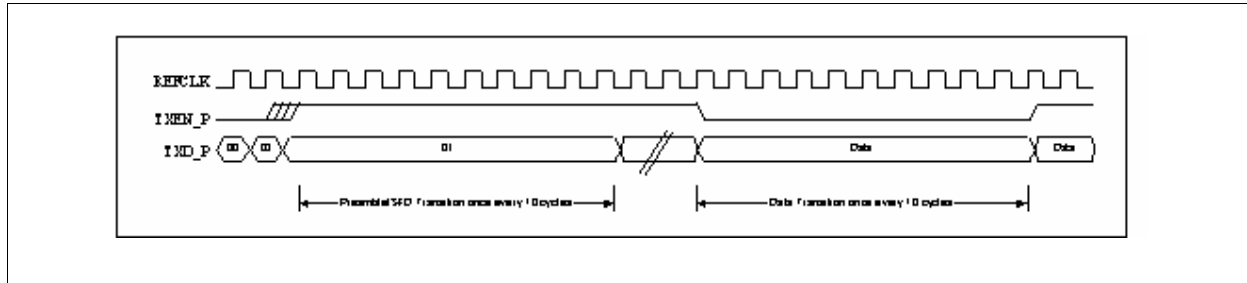 REFCLK
TXEN_P
TXD_P 00 00 01 Data Data
Preamble/SFD Transition once every 10 cycles Data Transition once every 10 cycles